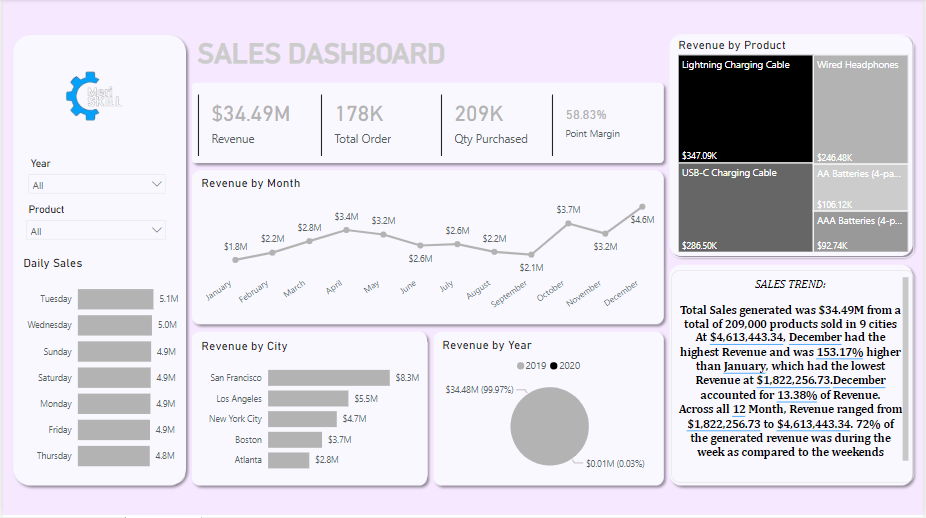 SALES DASHBOARD
Meri
SKILL
Year
All
Product
All
Daily Sales
Tuesday 5.1M
Wednesday 5.0M
Sunday 4.9M
Saturday 4.9M
Monday 4.9M
Friday 4.9M
Thursday 4.8M
$34.49M
Revenue
178K
Total Order
209K
Qty Purchased
58.83%
Point Margin
Revenue by Month
$1.8M $2.2M $2.8M $3.4M $3.2M $2.6M $2.6M $2.2M $2.1M $3.7M $3.2M $4.6M
January February March April May June July August September October November December
Revenue by City
San Francisco $8.3M
Los Angeles $5.5M
New York City $4.7M
Boston $3.7M
Atlanta $2.8M
Revenue by Year
2019 2020
$34.48M (99.97%)
$0.01M (0.03%)
Revenue by Product
Lightning Charging Cable
$347.09K
Wired Headphones
$246.48K
USB-C Charging Cable
$286.50K
AA Batteries (4-pa...
$106.12K
AAA Batteries (4-p...
$92.74K
SALES TREND:
Total Sales generated was $34.49M from a
total of 209,000 products sold in 9 cities
At $4,613,443.34, December had the
highest Revenue and was 153.17% higher
than January, which had the lowest
Revenue at $1,822,256.73.December
accounted for 13.38% of Revenue.
Across all 12 Month, Revenue ranged from
$1,822,256.73 to $4,613,443.34. 72% of
the generated revenue was during the
week as compared to the weekends